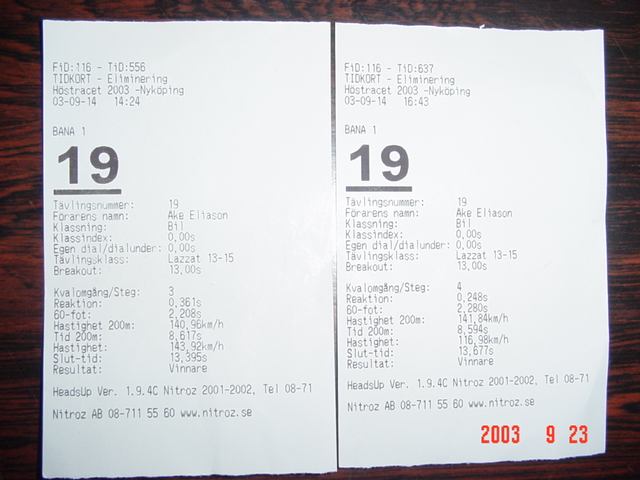 FiD:116 - TiD:556
TIDKORT - Eliminering
Höstracet 2003 -Nyköping
03-09-14 14:24
BANA 1
19
Tävlingsnummer: 19
Förarens namn: Ake Eliason
Klassning: Bil
Klassindex: 0,00s
Egen dial/dialunder: 0,00s
Tävlingsklass: Lazzat 13-15
Breakout: 13,00s
Kvalomgång/Steg: 3
Reaktion: 0,361s
60-fot: 2,208s
Hastighet 200m: 140,96km/h
Tid 200m: 8,617s
Hastighet: 143,92km/h
Slut-tid: 13,395s
Resultat: Vinnare
HeadsUp Ver. 1.9.4C Nitroz 2001-2002, Tel 08-71
Nitroz AB 08-711 55 60 www.nitroz.se
FiD:116 - TiD:637
TIDKORT - Eliminering
Höstracet 2003 -Nyköping
03-09-14 16:43
BANA 1
19
Tävlingsnummer: 19
Förarens namn: Ake Eliason
Klassning: Bil
Klassindex: 0,00s
Egen dial/dialunder: 0,00s
Tävlingsklass: Lazzat 13-15
Breakout: 13,00s
Kvalomgång/Steg: 4
Reaktion: 0,248s
60-fot: 2,280s
Hastighet 200m: 141,84km/h
Tid 200m: 8,594s
Hastighet: 116,98km/h
Slut-tid: 13,677s
Resultat: Vinnare
HeadsUp Ver. 1.9.4C Nitroz 2001-2002, Tel 08-71
Nitroz AB 08-711 55 60 www.nitroz.se
2003 9 23